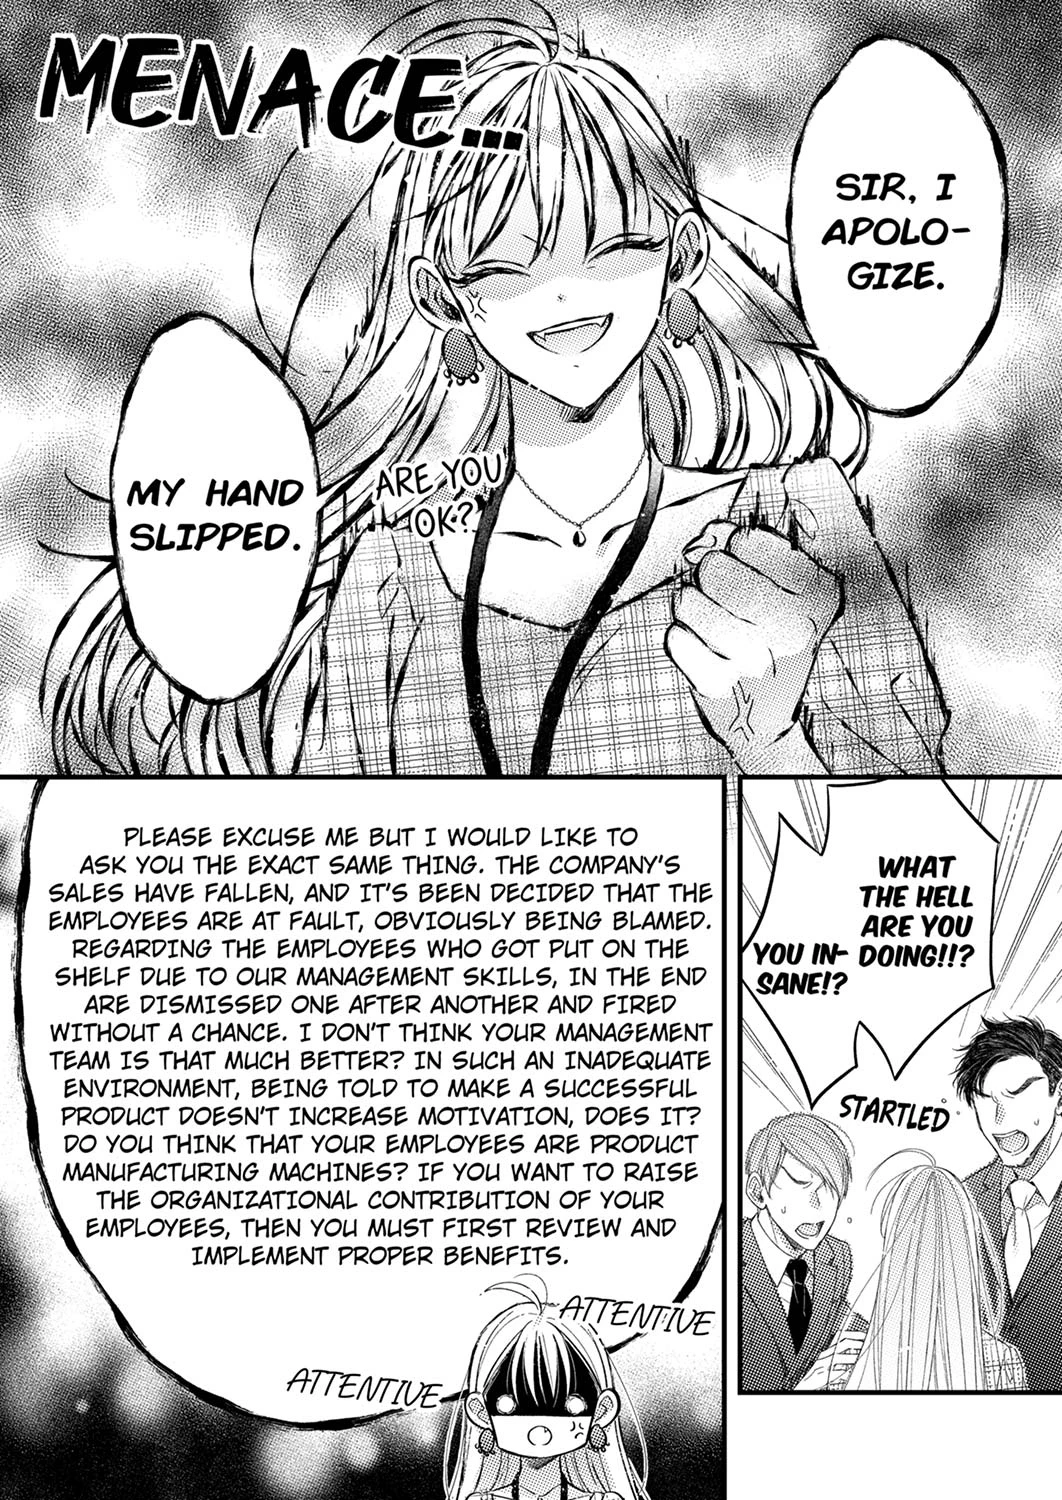 MENACE...
SIR, I
APOLO-
GIZE.
MY HAND
SLIPPED.
ARE YOU
OK?
WHAT
THE HELL
ARE YOU
DOING!!?
YOU IN-
SANE!?
STARTLED
PLEASE EXCUSE ME BUT I WOULD LIKE TO
ASK YOU THE EXACT SAME THING. THE COMPANY'S
SALES HAVE FALLEN, AND IT'S BEEN DECIDED THAT THE
EMPLOYEES ARE AT FAULT, OBVIOUSLY BEING BLAMED.
REGARDING THE EMPLOYEES WHO GOT PUT ON THE
SHELF DUE TO OUR MANAGEMENT SKILLS, IN THE END
ARE DISMISSED ONE AFTER ANOTHER AND FIRED
WITHOUT A CHANCE. I DON'T THINK YOUR MANAGEMENT
TEAM IS THAT MUCH BETTER? IN SUCH AN INADEQUATE
ENVIRONMENT, BEING TOLD TO MAKE A SUCCESSFUL
PRODUCT DOESN'T INCREASE MOTIVATION, DOES IT?
DO YOU THINK THAT YOUR EMPLOYEES ARE PRODUCT
MANUFACTURING MACHINES? IF YOU WANT TO RAISE
THE ORGANIZATIONAL CONTRIBUTION OF YOUR
EMPLOYEES, THEN YOU MUST FIRST REVIEW AND
IMPLEMENT PROPER BENEFITS.
ATTENTIVE
ATTENTIVE